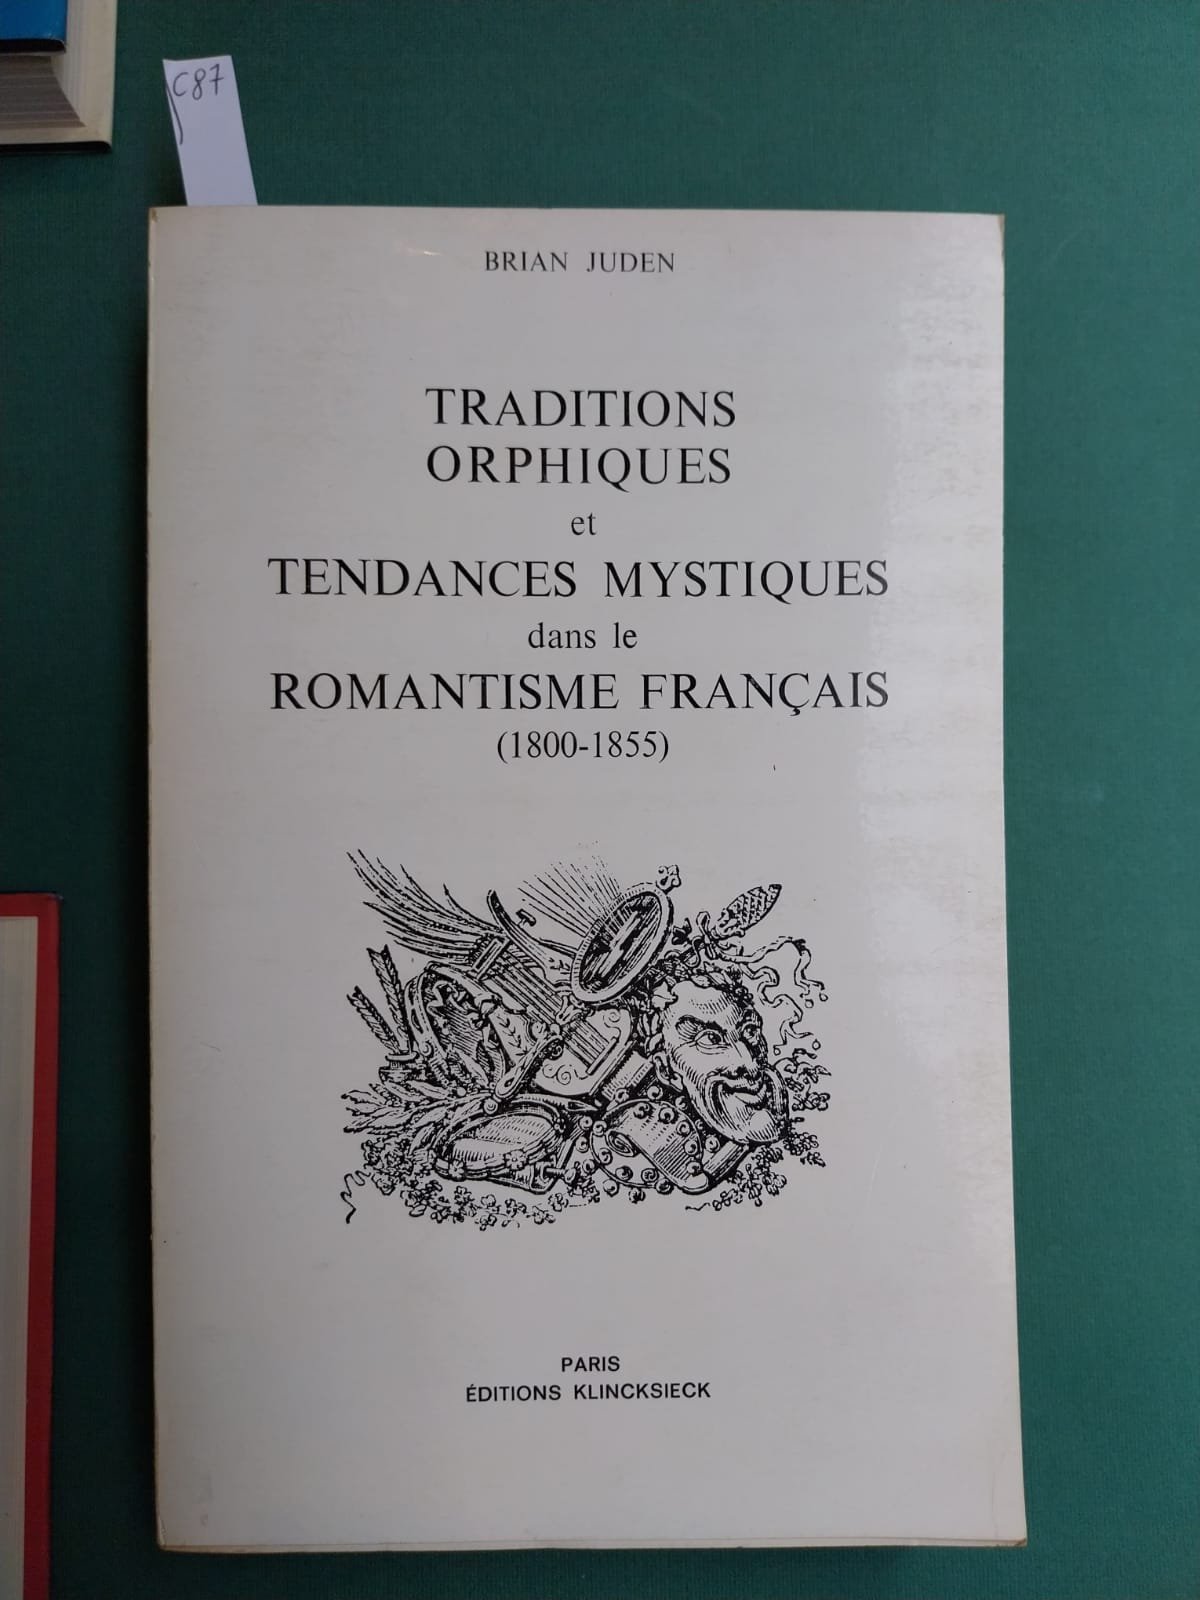 C87
BRIAN JUDEN
TRADITIONS
ORPHIQUES
et
TENDANCES MYSTIQUES
dans le
ROMANTISME FRANÇAIS
(1800-1855)
PARIS
ÉDITIONS KLINCKSIECK